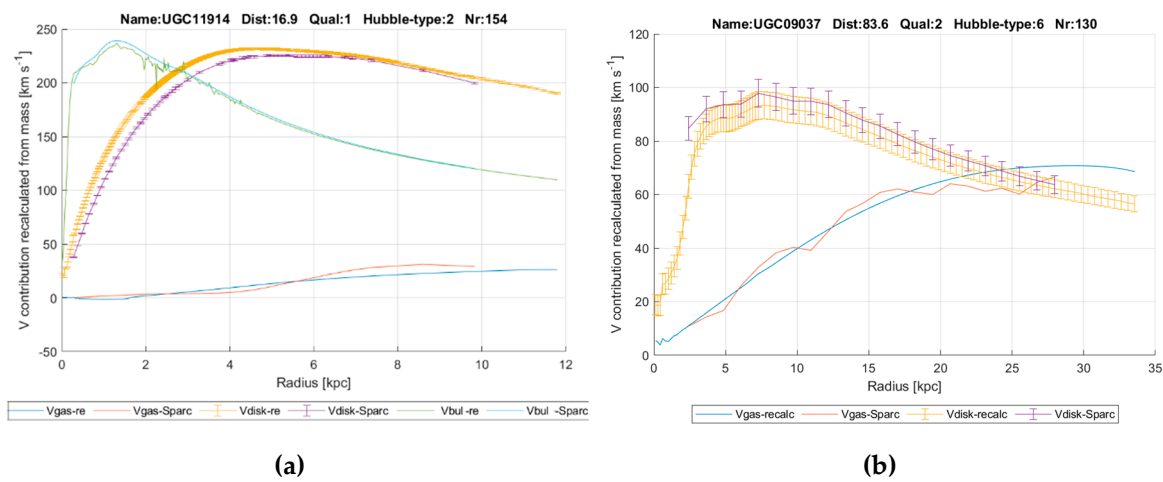 Name:UGC11914 Dist:16.9 Qual:1 Hubble-type:2 Nr:154
V contribution recalculated from mass [km s⁻¹]
250
200
150
100
50
0
-50
0 2 4 6 8 10 12
Radius [kpc]
Vgas-re Vgas-Sparc Vdisk-re Vdisk-Sparc Vbul -re Vbul -Sparc
(a)
Name:UGC09037 Dist:83.6 Qual:2 Hubble-type:6 Nr:130
V contribution recalculated from mass [km s⁻¹]
120
100
80
60
40
20
0
0 5 10 15 20 25 30 35
Radius [kpc]
Vgas-recalc Vgas-Sparc Vdisk-recalc Vdisk-Sparc
(b)